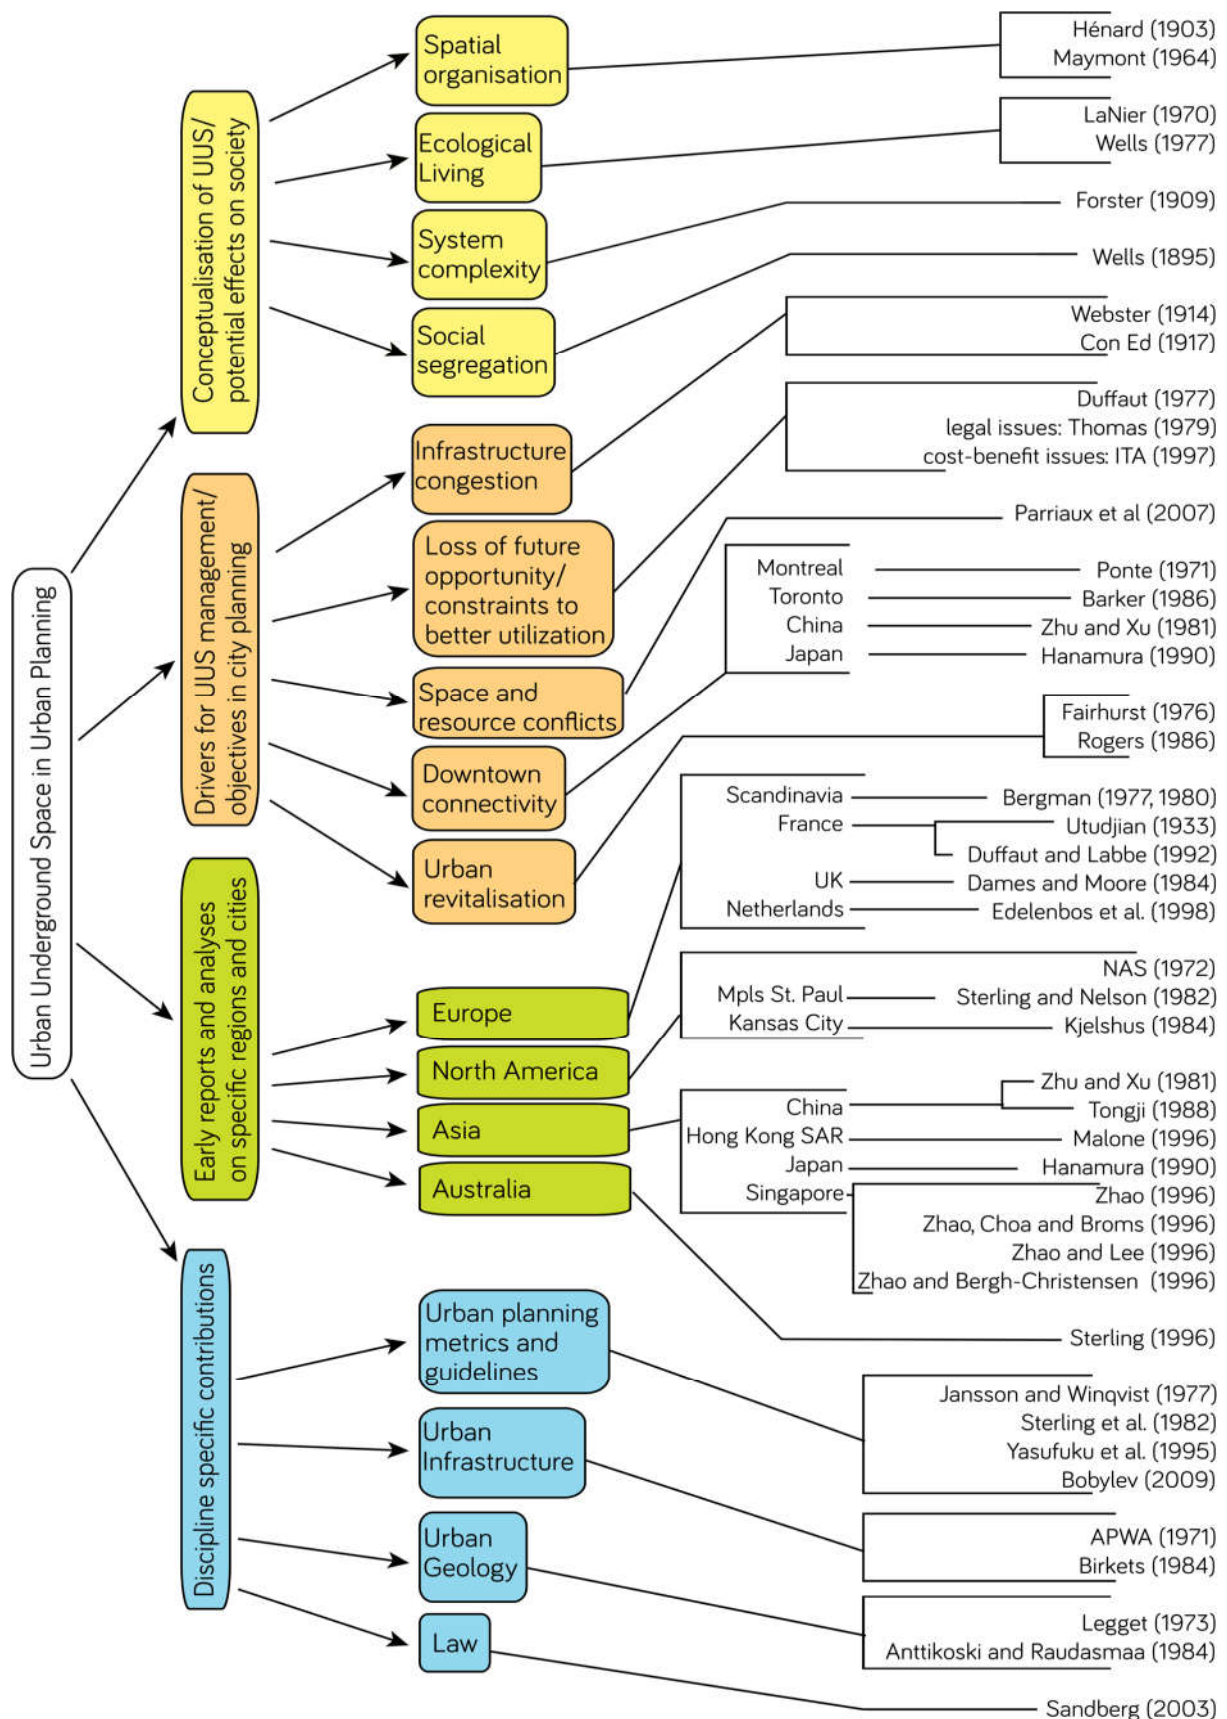 Urban Underground Space in Urban Planning
Conceptualisation of UUS/
potential effects on society
Spatial
organisation
Hénard (1903)
Maymont (1964)
Ecological
Living
LaNier (1970)
Wells (1977)
System
complexity
Forster (1909)
Social
segregation
Wells (1895)
Drivers for UUS management/
objectives in city planning
Infrastructure
congestion
Webster (1914)
Con Ed (1917)
Loss of future
opportunity/
constraints to
better utilization
Duffaut (1977)
legal issues: Thomas (1979)
cost-benefit issues: ITA (1997)
Space and
resource conflicts
Parriaux et al (2007)
Downtown
connectivity
Montreal Ponte (1971)
Toronto Barker (1986)
China Zhu and Xu (1981)
Japan Hanamura (1990)
Urban
revitalisation
Fairhurst (1976)
Rogers (1986)
Early reports and analyses
on specific regions and cities
Europe
Scandinavia Bergman (1977, 1980)
France Utudjian (1933)
Duffaut and Labbe (1992)
UK Dames and Moore (1984)
Netherlands Edelenbos et al. (1998)
North America
NAS (1972)
Mpls St. Paul Sterling and Nelson (1982)
Kansas City Kjelshus (1984)
Asia
China Zhu and Xu (1981)
Tongji (1988)
Hong Kong SAR Malone (1996)
Japan Hanamura (1990)
Singapore Zhao (1996)
Zhao, Choa and Broms (1996)
Zhao and Lee (1996)
Zhao and Bergh-Christensen (1996)
Australia
Sterling (1996)
Discipline specific contributions
Urban planning
metrics and
guidelines
Jansson and Winqvist (1977)
Sterling et al. (1982)
Yasufuku et al. (1995)
Bobylev (2009)
Urban
Infrastructure
APWA (1971)
Birkets (1984)
Urban
Geology
Legget (1973)
Anttikoski and Raudasmaa (1984)
Law
Sandberg (2003)